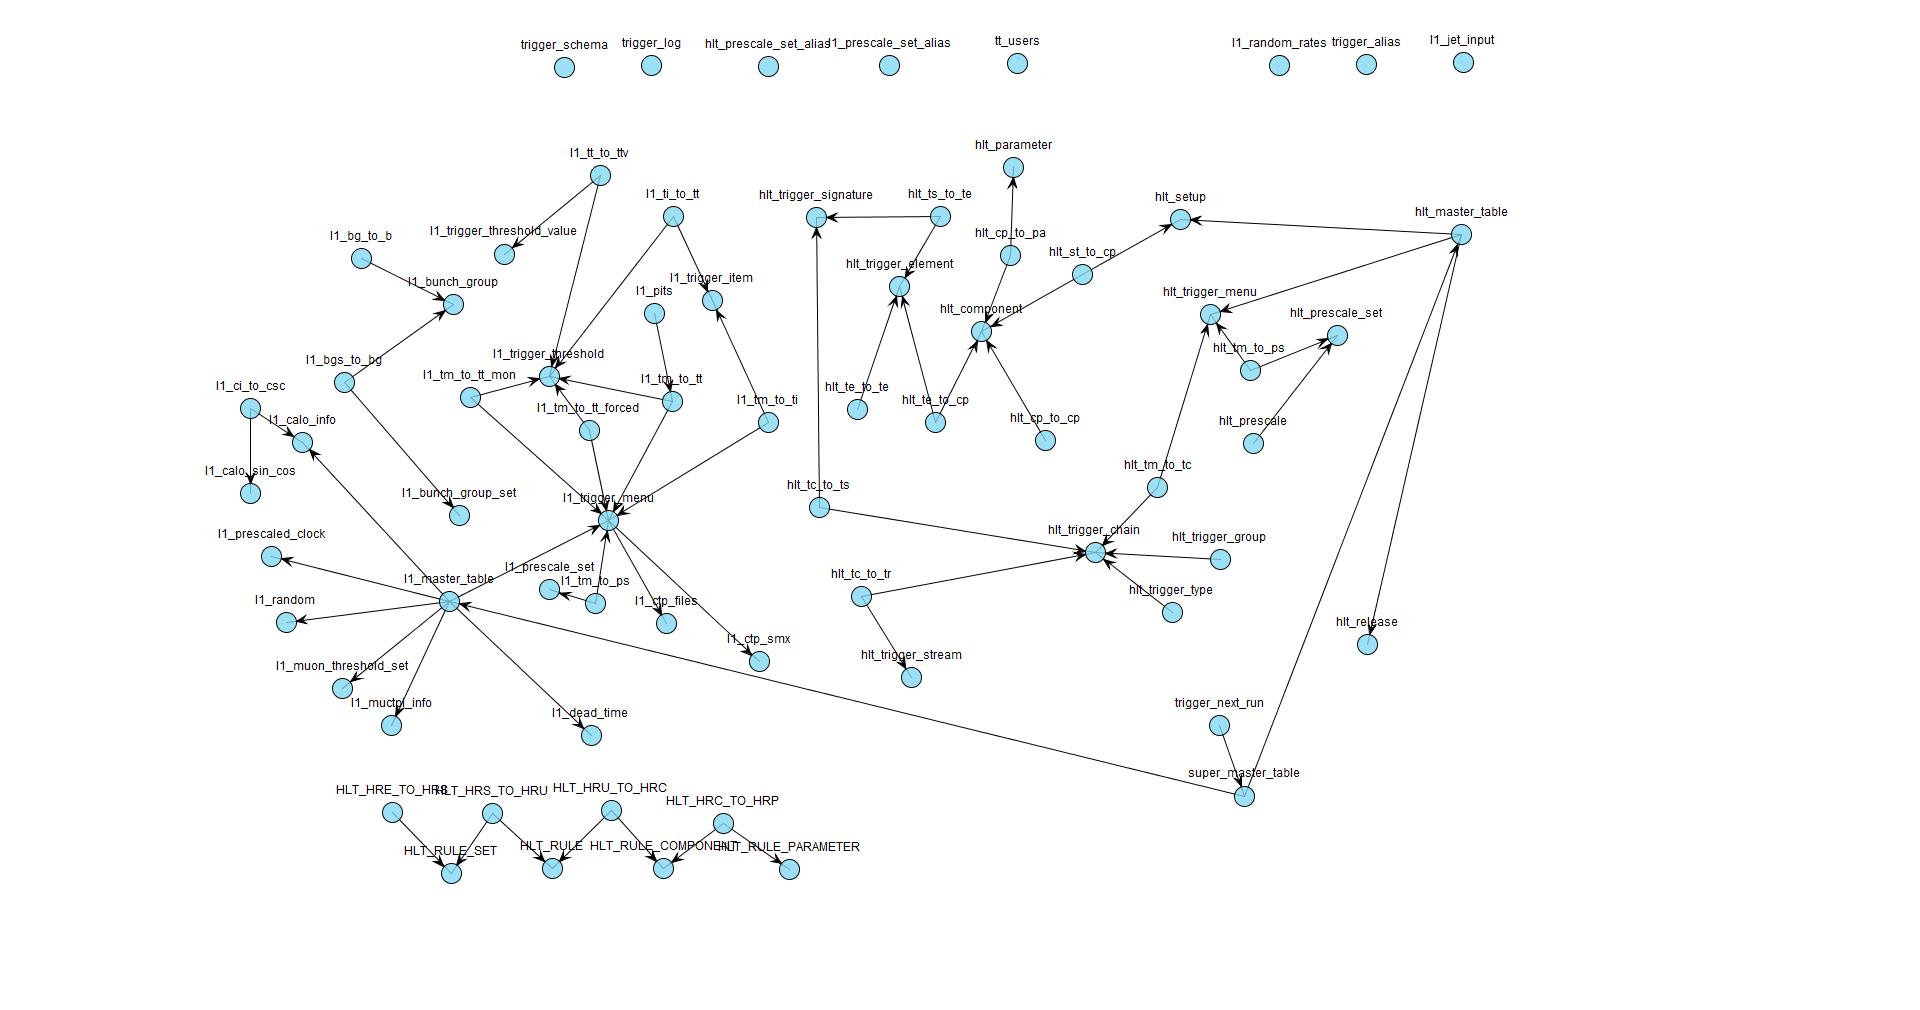 trigger_schema
trigger_log
hlt_prescale_set_alias
l1_prescale_set_alias
tt_users
l1_random_rates
trigger_alias
l1_jet_input
hlt_parameter
l1_tt_to_ttv
l1_ti_to_tt
hlt_trigger_signature
hlt_ts_to_te
hlt_setup
hlt_master_table
l1_bg_to_b
l1_trigger_threshold_value
hlt_cp_to_pa
hlt_st_to_cp
hlt_trigger_element
l1_bunch_group
l1_trigger_item
l1_pits
hlt_trigger_menu
hlt_component
hlt_prescale_set
l1_bgs_to_bg
l1_trigger_threshold
hlt_tm_to_ps
l1_ci_to_csc
l1_tm_to_tt_mon
l1_tm_to_tt
hlt_te_to_te
l1_tm_to_tt_forced
l1_tm_to_ti
hlt_te_to_cp
l1_calo_info
hlt_cp_to_cp
hlt_prescale
l1_calo_sin_cos
hlt_tm_to_tc
l1_bunch_group_set
l1_trigger_menu
hlt_tc_to_ts
l1_prescaled_clock
hlt_trigger_chain
hlt_trigger_group
l1_master_table
l1_prescale_set
l1_tm_to_ps
hlt_tc_to_tr
l1_random
l1_ctp_files
hlt_trigger_type
hlt_release
l1_ctp_smx
l1_muon_threshold_set
hlt_trigger_stream
l1_muctpi_info
l1_dead_time
trigger_next_run
super_master_table
HLT_HRE_TO_HRS
HLT_HRS_TO_HRU
HLT_HRU_TO_HRC
HLT_HRC_TO_HRP
HLT_RULE_SET
HLT_RULE
HLT_RULE_COMPONENT
HLT_RULE_PARAMETER